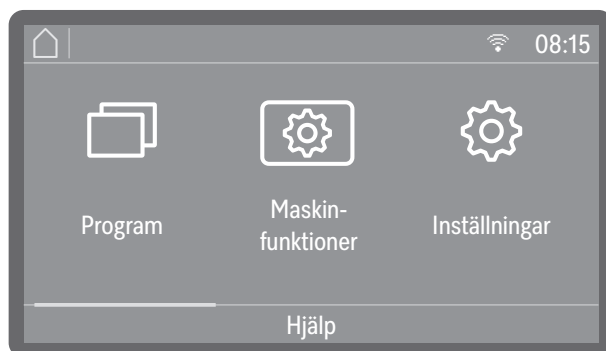 08:15
Program
Maskin-
funktioner
Inställningar
Hjälp